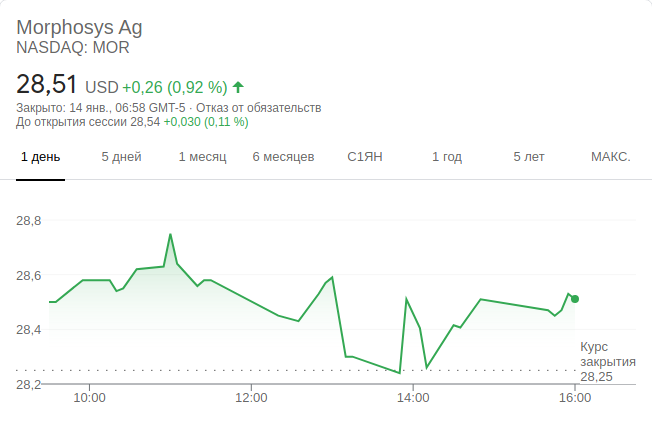 Morphosys Ag
NASDAQ: MOR
28,51 USD +0,26 (0,92 %)
Закрыто: 14 янв., 06:58 GMT-5 · Отказ от обязательств
До открытия сессии 28,54 +0,030 (0,11 %)
1 день 5 дней 1 месяц 6 месяцев С1ЯН 1 год 5 лет МАКС.
28,8
28,6
28,4
28,2
Курс
закрытия
28,25
10:00 12:00 14:00 16:00